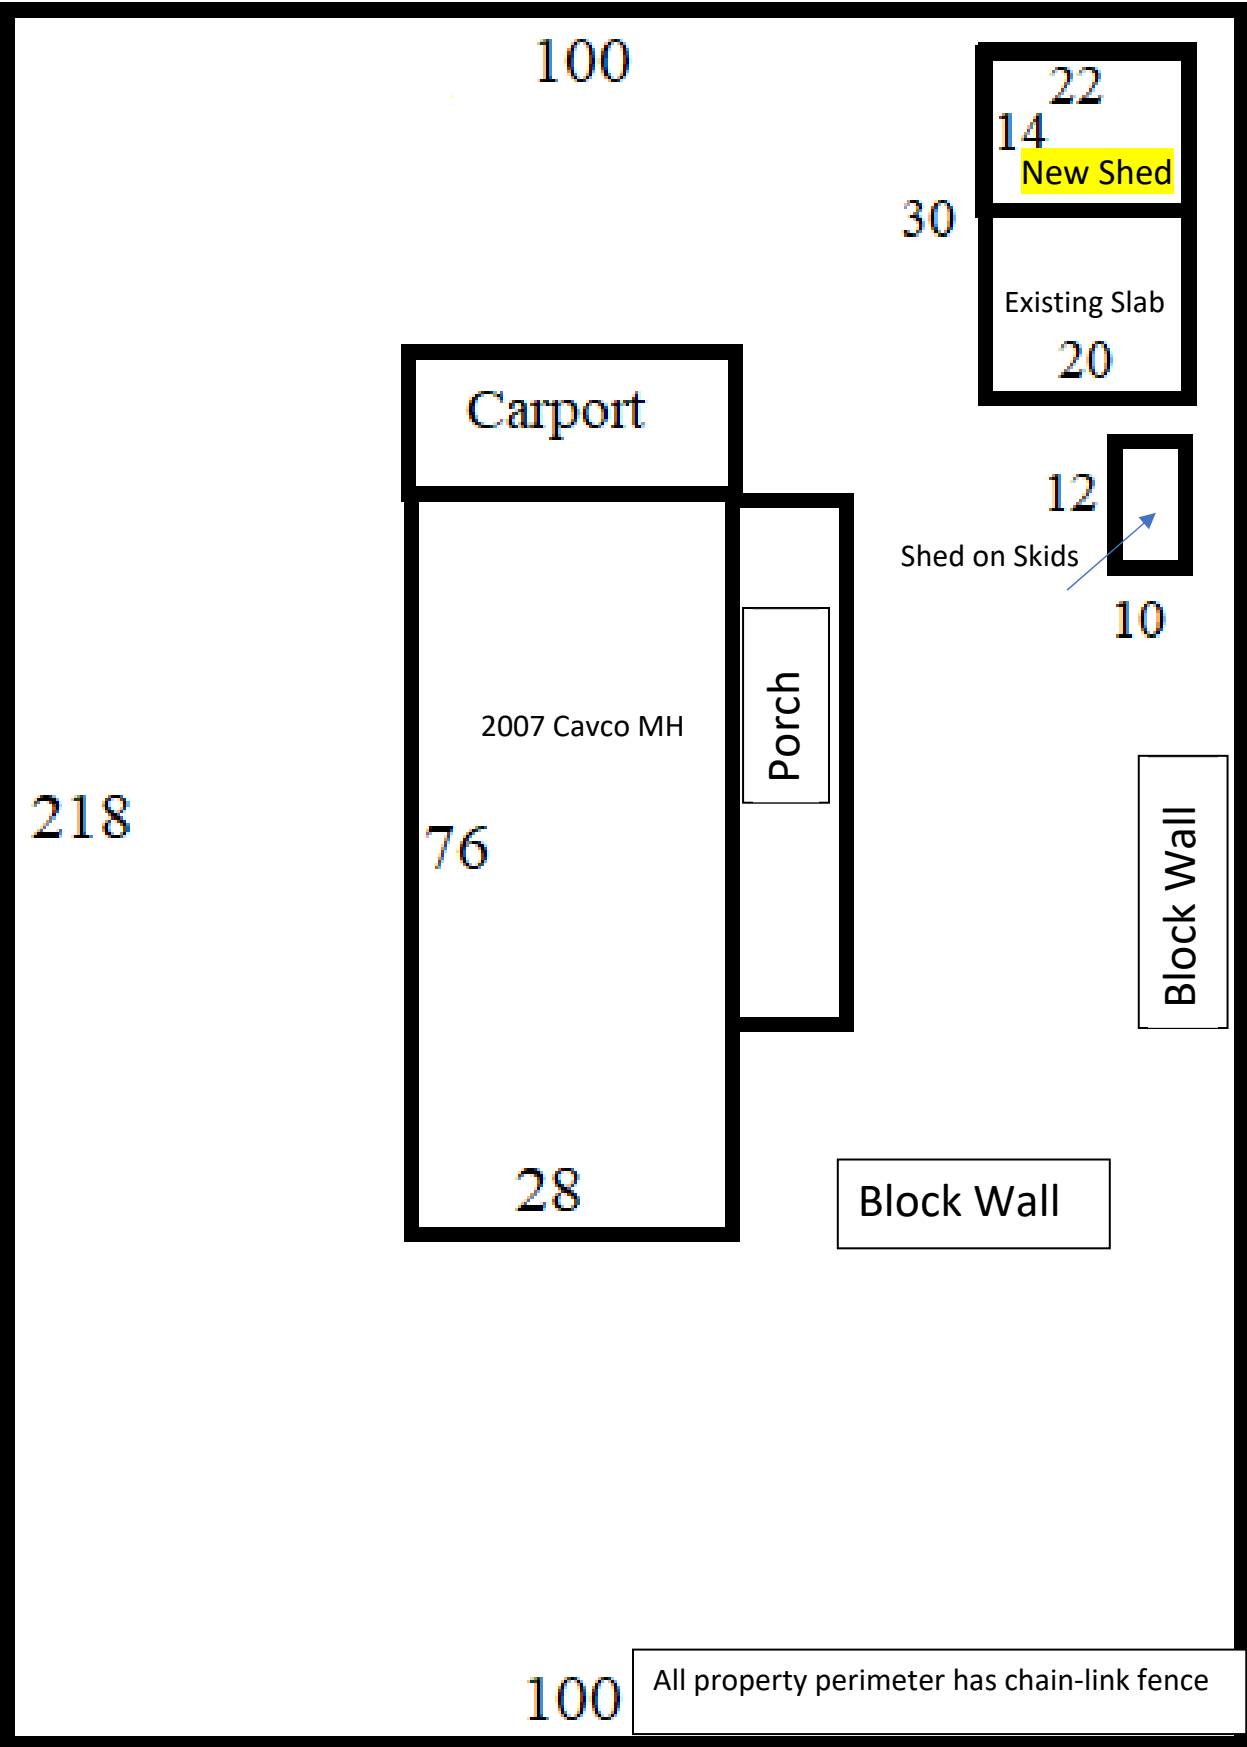 100
22
14
New Shed
30
Existing Slab
20
Carport
12
Shed on Skids
10
Porch
2007 Cavco MH
218
76
Block Wall
28
Block Wall
100
All property perimeter has chain-link fence